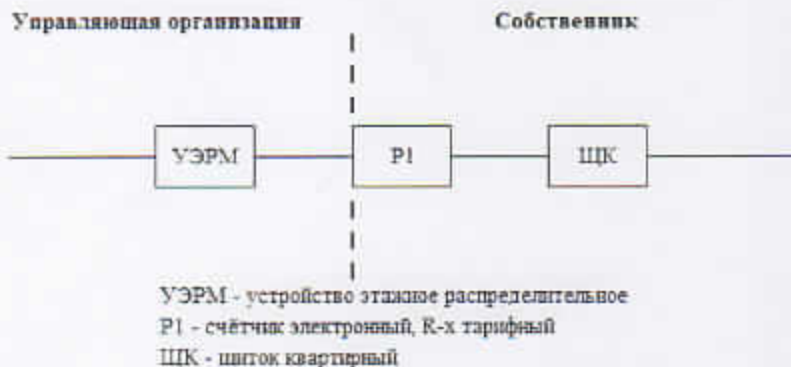 Управляющая организация
Собственник
УЭРМ
Р1
ЩК
УЭРМ - устройство этажное распределительное
Р1 - счётчик электронный, К-х тарифный
ЩК - щиток квартирный